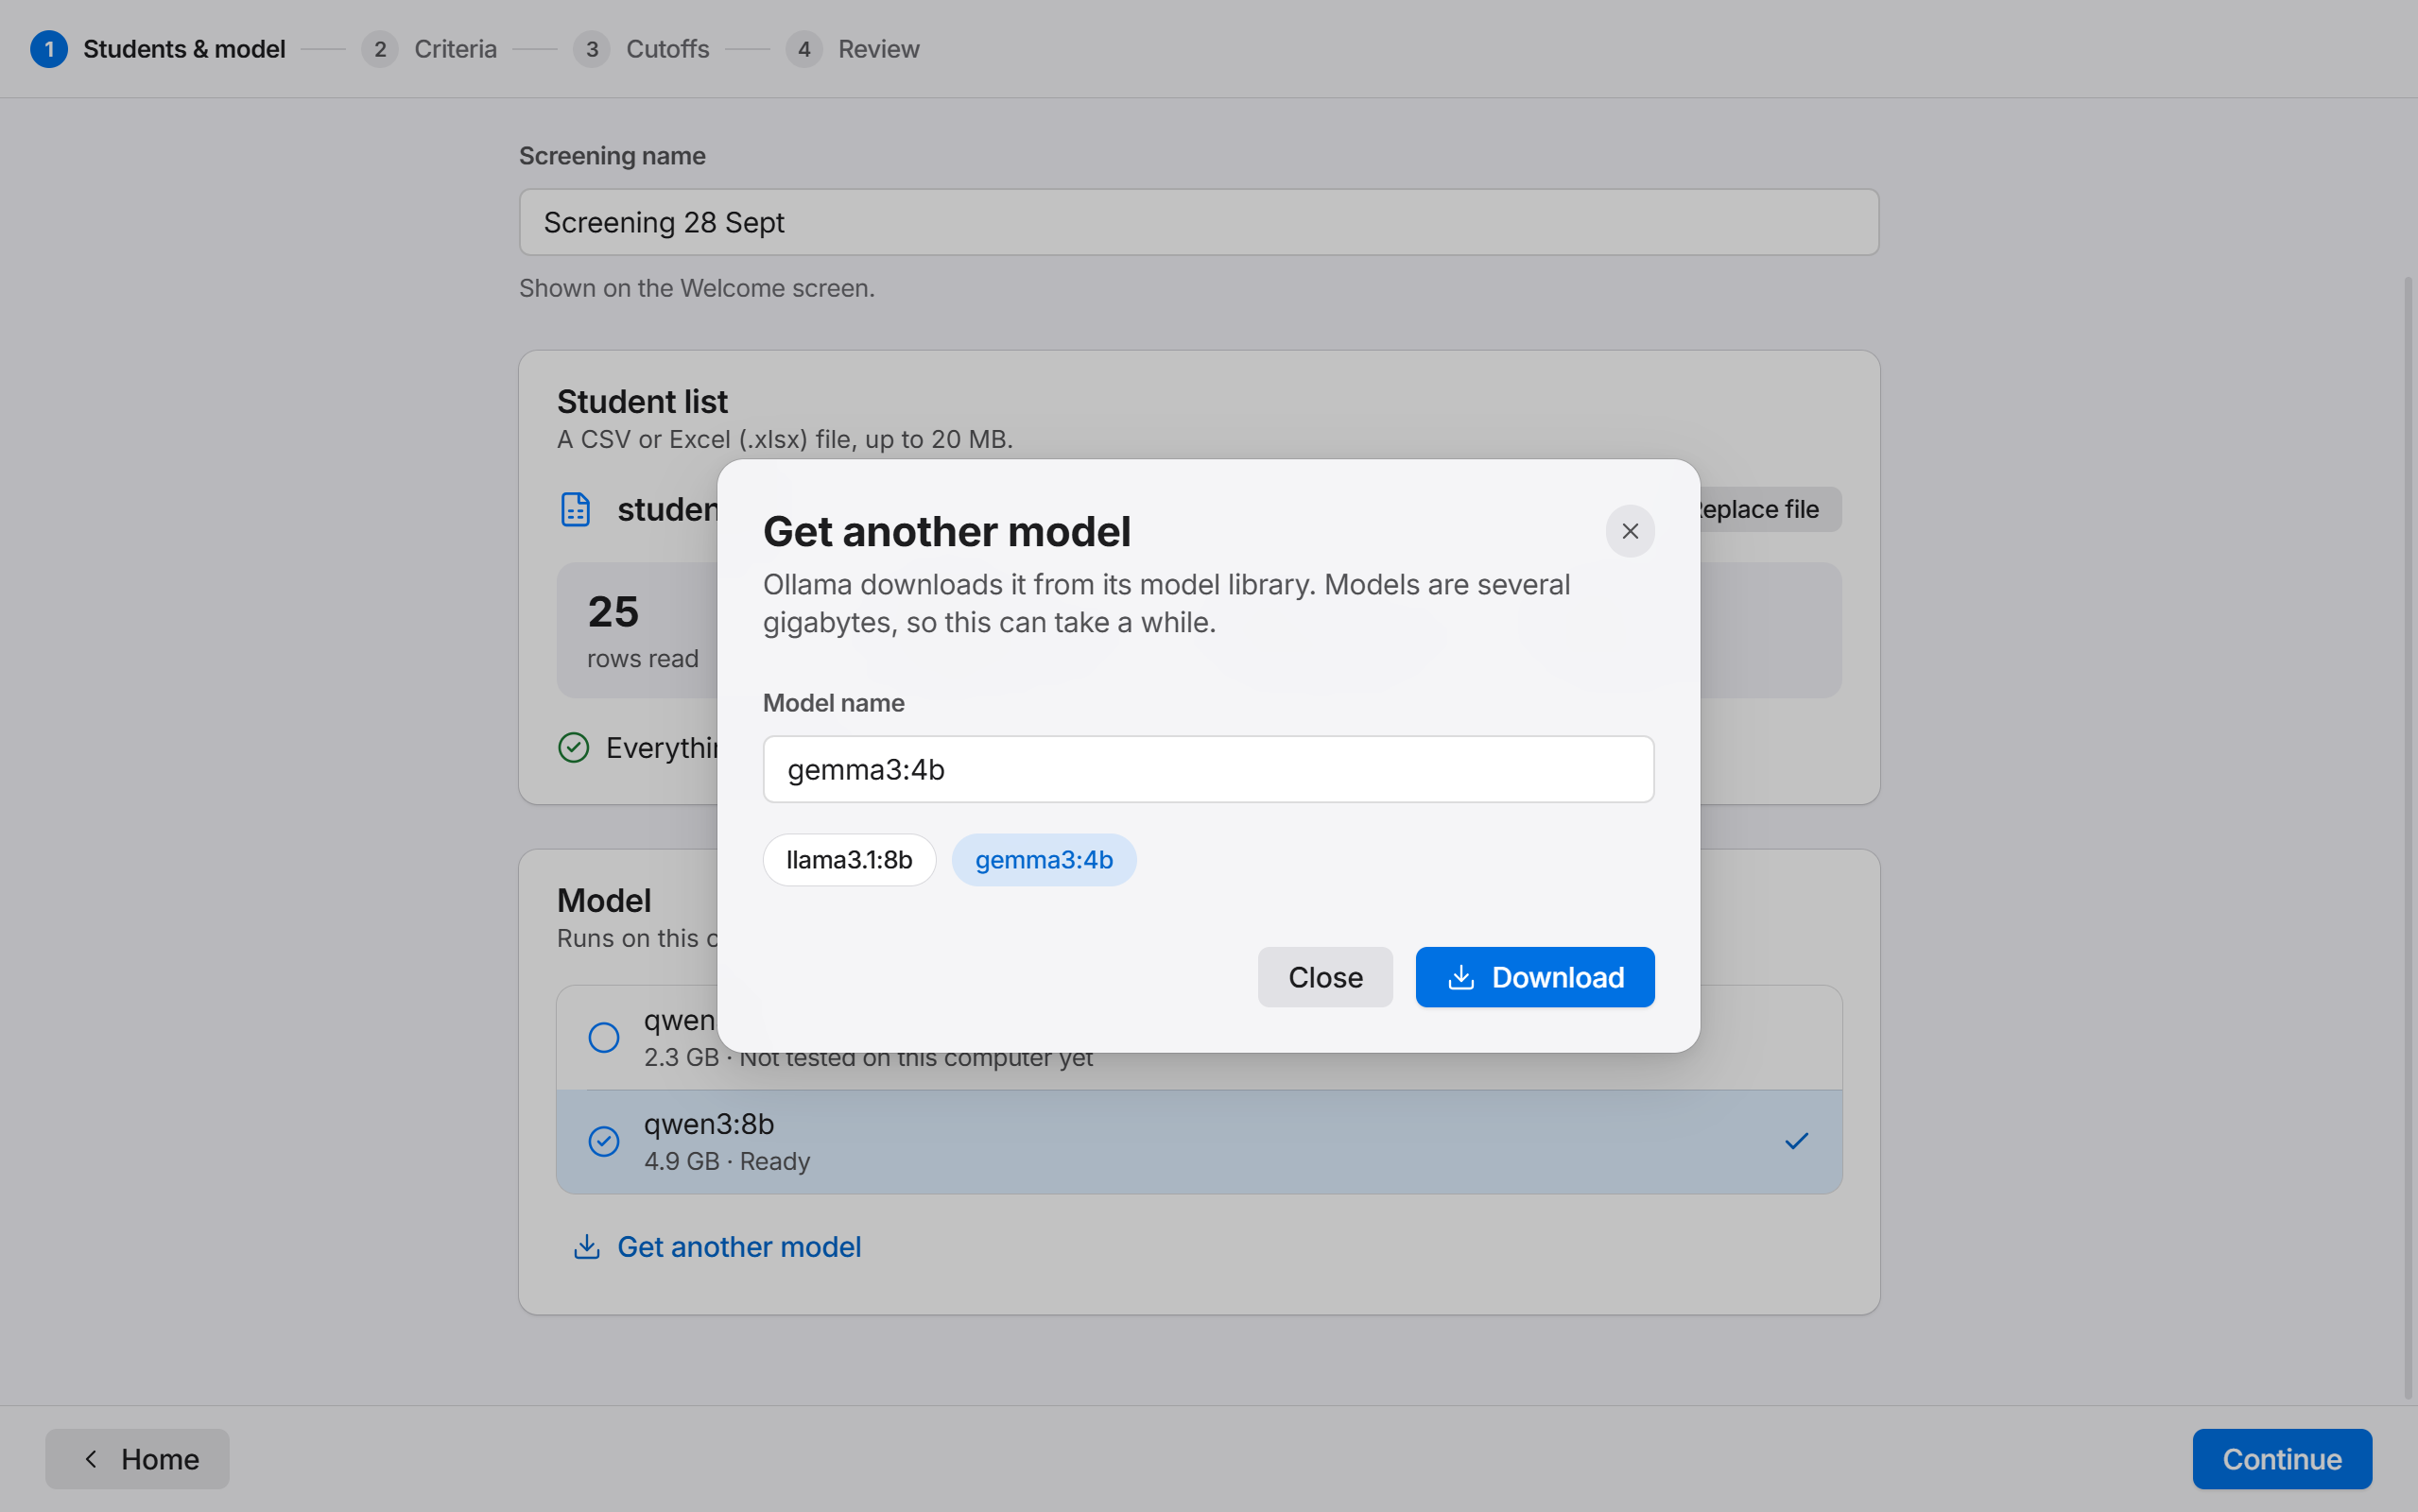 1 Students & model 2 Criteria 3 Cutoffs 4 Review
Screening name
Screening 28 Sept
Shown on the Welcome screen.
Student list
A CSV or Excel (.xlsx) file, up to 20 MB.
Replace file
25
rows read
Get another model
Ollama downloads it from its model library. Models are several
gigabytes, so this can take a while.
Model name
gemma3:4b
llama3.1:8b gemma3:4b
Close Download
Model
Runs on this
qwen
2.3 GB · Not tested on this computer yet
qwen3:8b
4.9 GB · Ready
Get another model
Home Continue